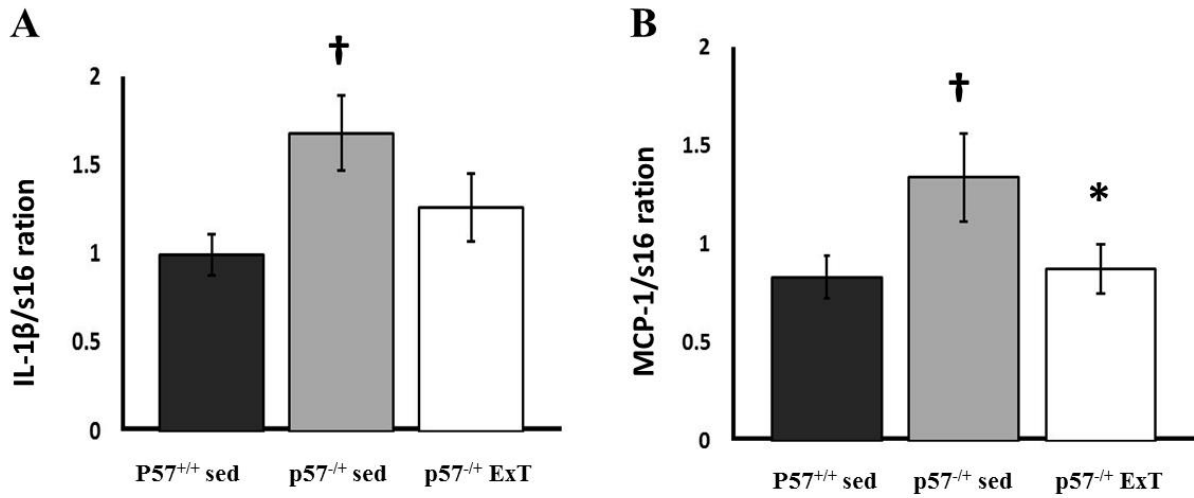 A
IL-1β/s16 ration
2
1.5
1
0.5
0
†
P57+/+ sed
p57-/+ sed
p57-/+ ExT
B
MCP-1/s16 ration
2
1.5
1
0.5
0
†
*
P57+/+ sed
p57-/+ sed
p57-/+ ExT